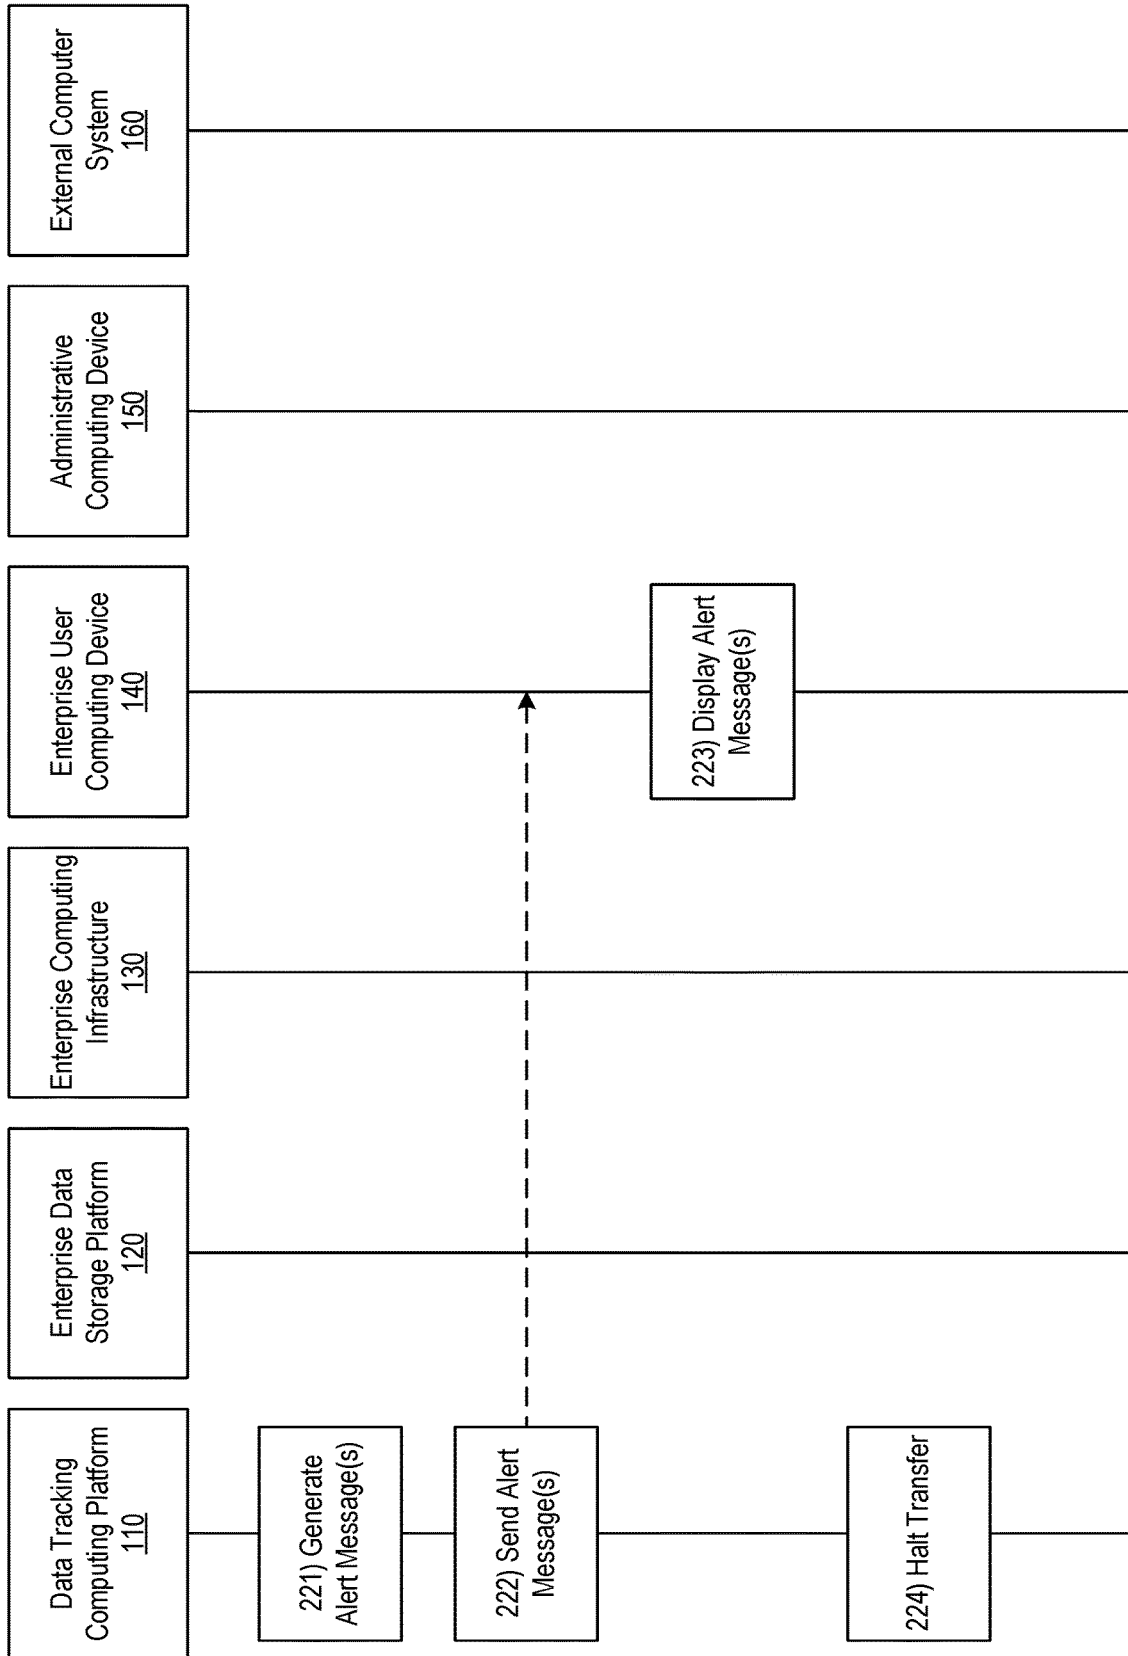 Data Tracking
Computing Platform
110
Enterprise Data
Storage Platform
120
Enterprise Computing
Infrastructure
130
Enterprise User
Computing Device
140
Administrative
Computing Device
150
External Computer
System
160
221) Generate
Alert Message(s)
222) Send Alert
Message(s)
223) Display Alert
Message(s)
224) Halt Transfer